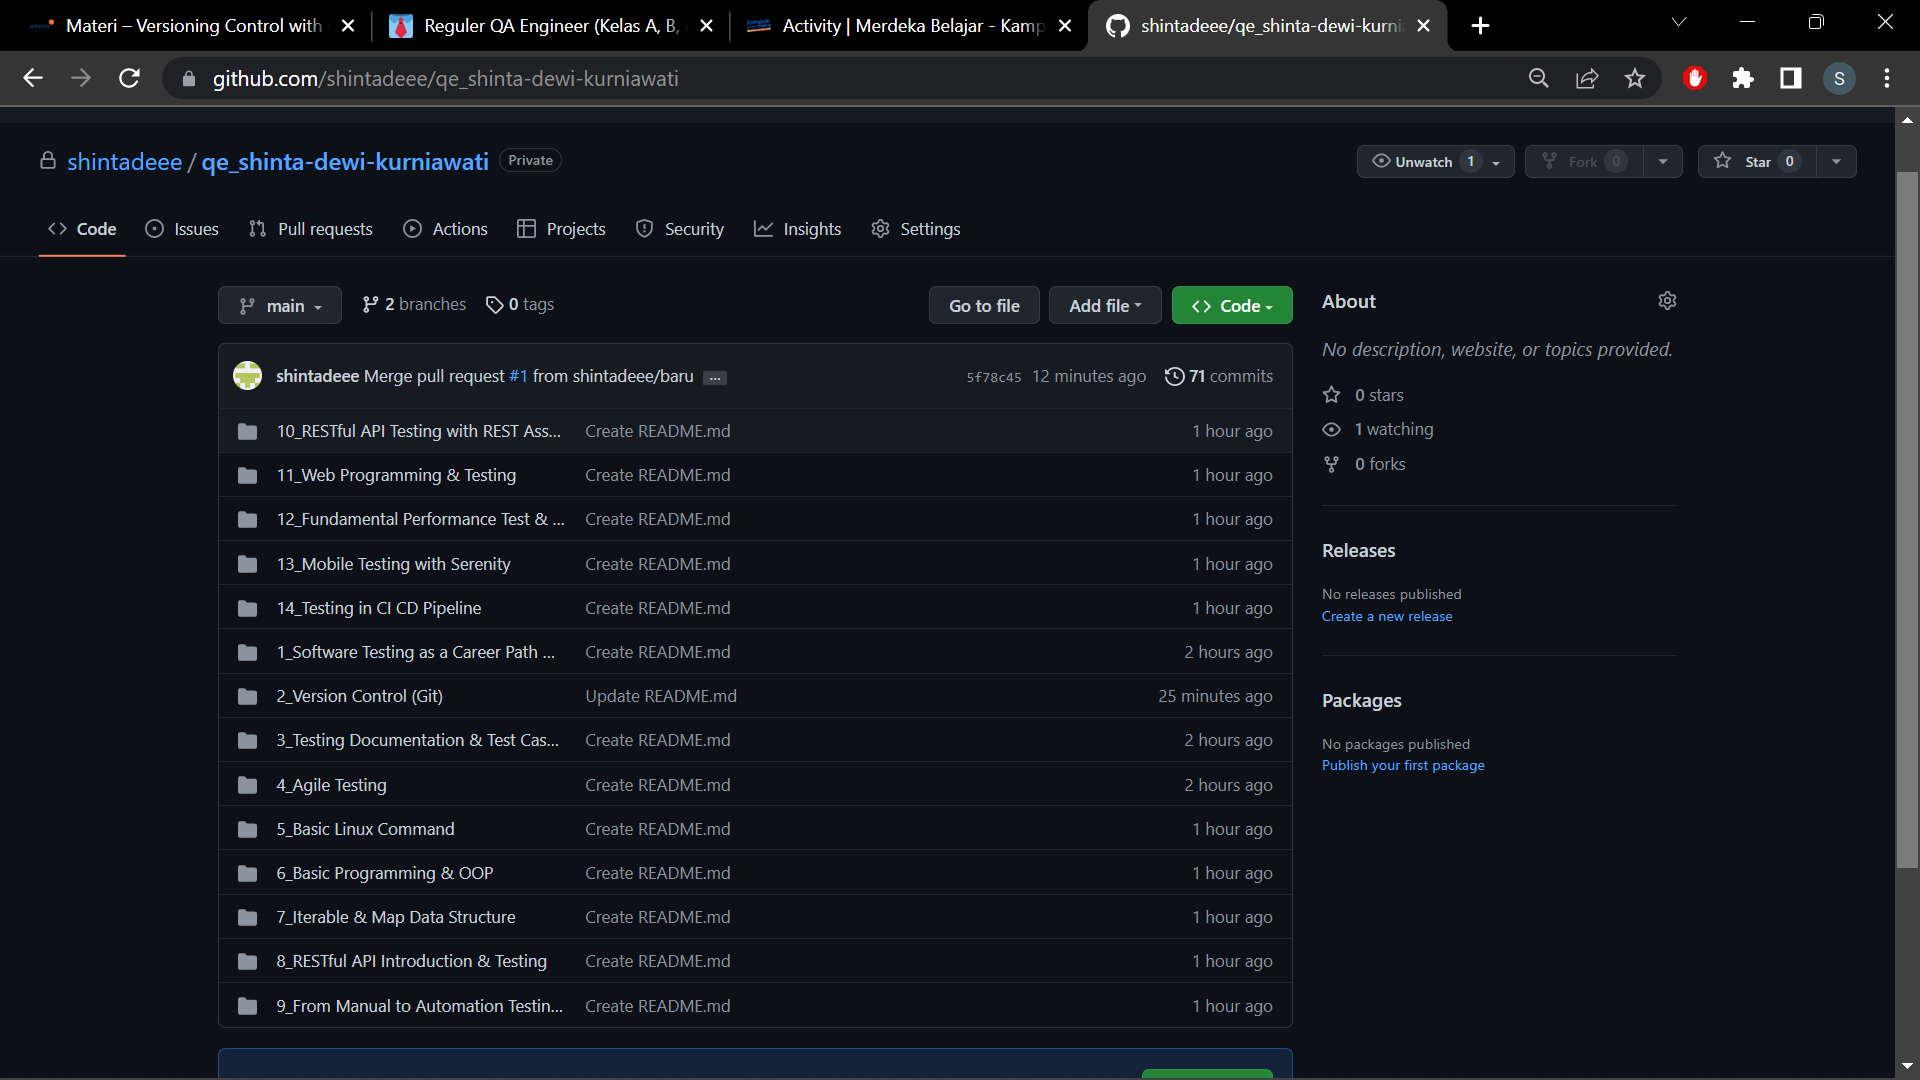 Materi – Versioning Control with
Reguler QA Engineer (Kelas A, B,
Activity | Merdeka Belajar - Kamp
shintadeee/qe_shinta-dewi-kurni
github.com/shintadeee/qe_shinta-dewi-kurniawati
S
shintadeee / qe_shinta-dewi-kurniawati Private
Unwatch 1
Fork 0
Star 0
Code
Issues
Pull requests
Actions
Projects
Security
Insights
Settings
main
2 branches
0 tags
Go to file
Add file
Code
shintadeee Merge pull request #1 from shintadeee/baru ...
5f78c45 12 minutes ago
71 commits
10_RESTful API Testing with REST Ass... Create README.md 1 hour ago
11_Web Programming & Testing Create README.md 1 hour ago
12_Fundamental Performance Test & ... Create README.md 1 hour ago
13_Mobile Testing with Serenity Create README.md 1 hour ago
14_Testing in CI CD Pipeline Create README.md 1 hour ago
1_Software Testing as a Career Path ... Create README.md 2 hours ago
2_Version Control (Git) Update README.md 25 minutes ago
3_Testing Documentation & Test Cas... Create README.md 2 hours ago
4_Agile Testing Create README.md 2 hours ago
5_Basic Linux Command Create README.md 1 hour ago
6_Basic Programming & OOP Create README.md 1 hour ago
7_Iterable & Map Data Structure Create README.md 1 hour ago
8_RESTful API Introduction & Testing Create README.md 1 hour ago
9_From Manual to Automation Testin... Create README.md 1 hour ago
About
No description, website, or topics provided.
0 stars
1 watching
0 forks
Releases
No releases published
Create a new release
Packages
No packages published
Publish your first package